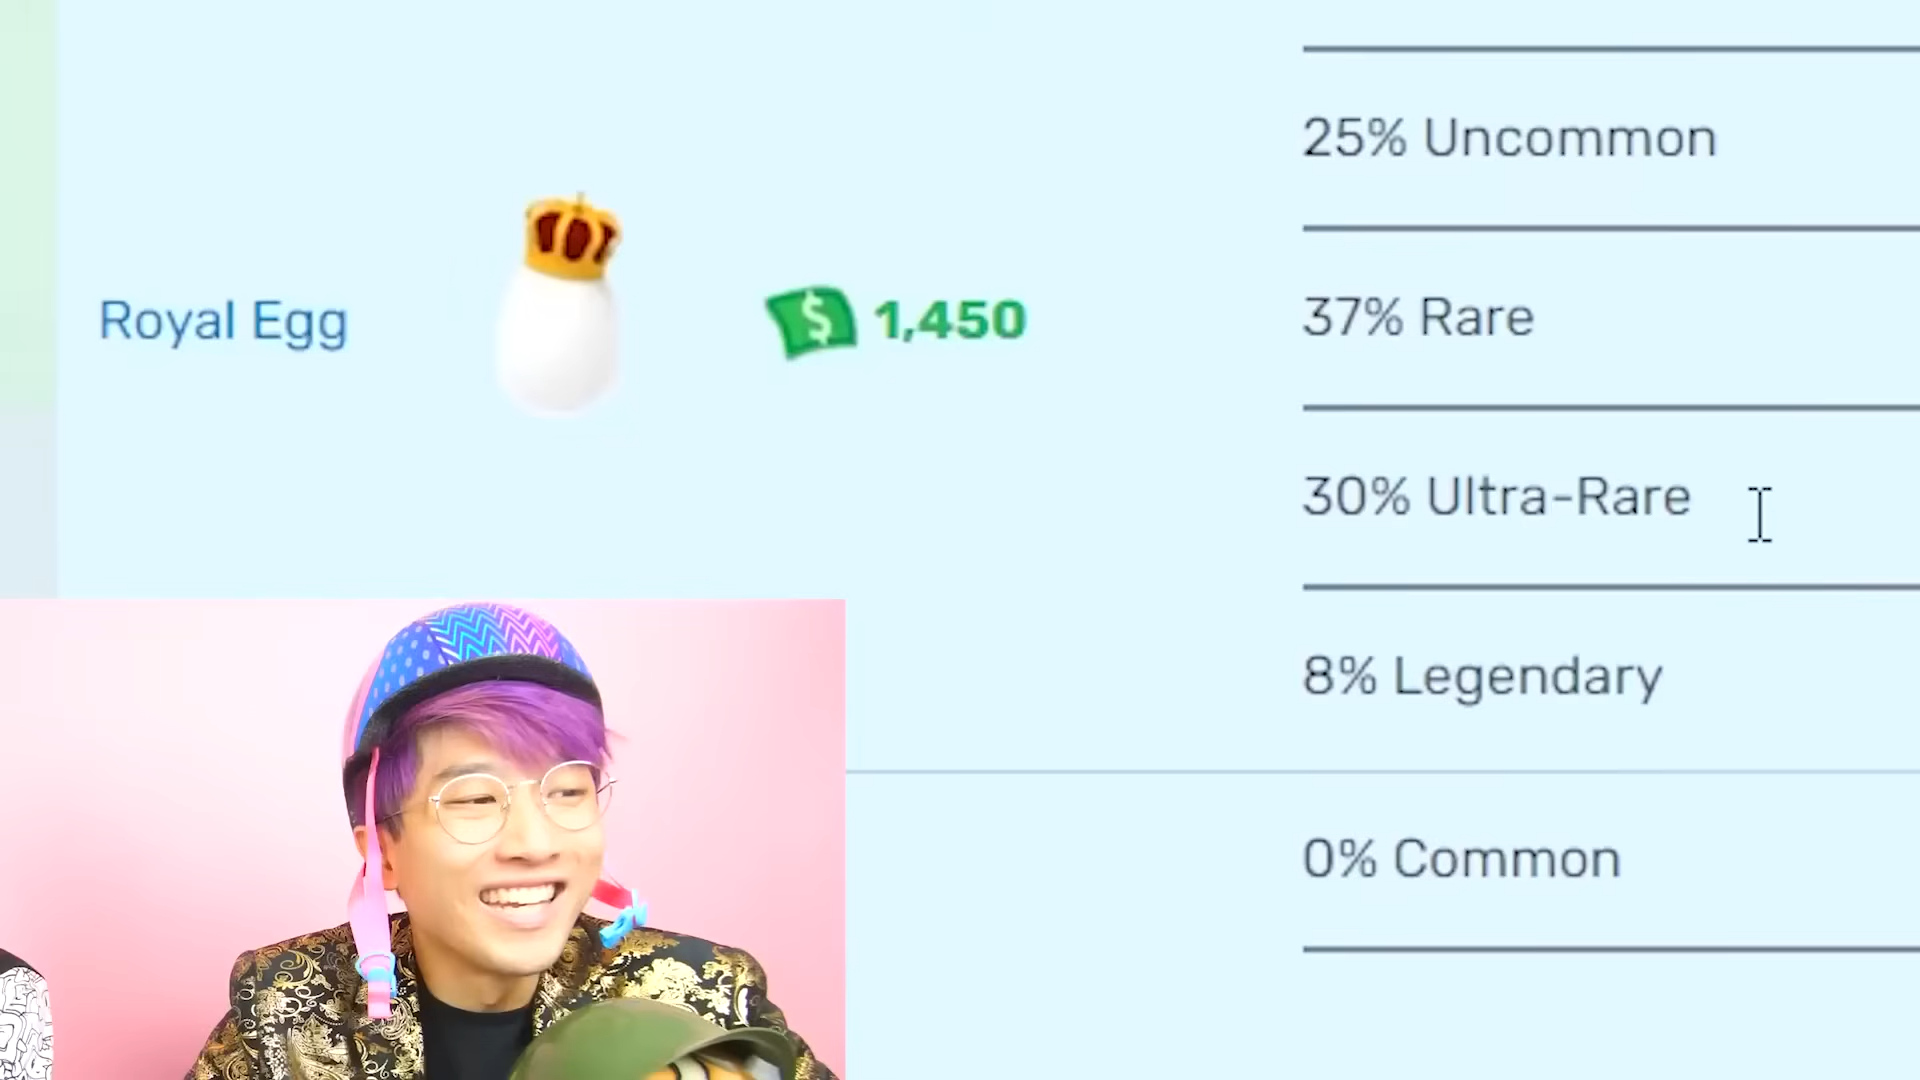 25% Uncommon
Royal Egg
$ 1,450
37% Rare
30% Ultra-Rare
8% Legendary
0% Common